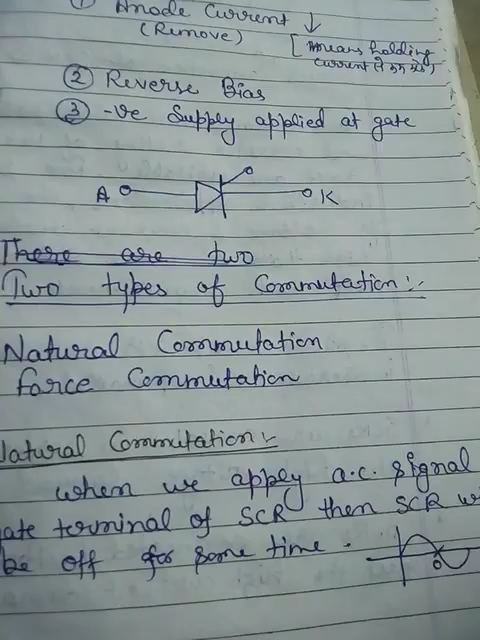 ① Anode Current ↓
(Remove)
[Means holding
current से कम हो)
② Reverse Bias
③ -ve Supply applied at gate
A K
There are two
Two types of Commutation:-
Natural Commutation
Force Commutation
Natural Commutation:-
when we apply a.c. signal
ate terminal of SCR then SCR w
be off for some time.